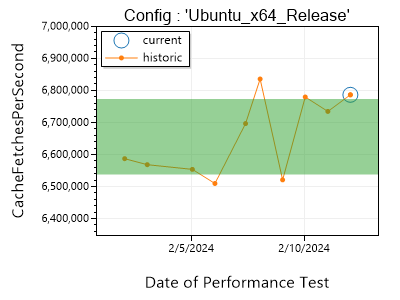 Config : 'Ubuntu_x64_Release'
7,000,000
6,900,000
6,800,000
6,700,000
6,600,000
6,500,000
6,400,000
CacheFetchesPerSecond
current
historic
2/5/2024
2/10/2024
Date of Performance Test